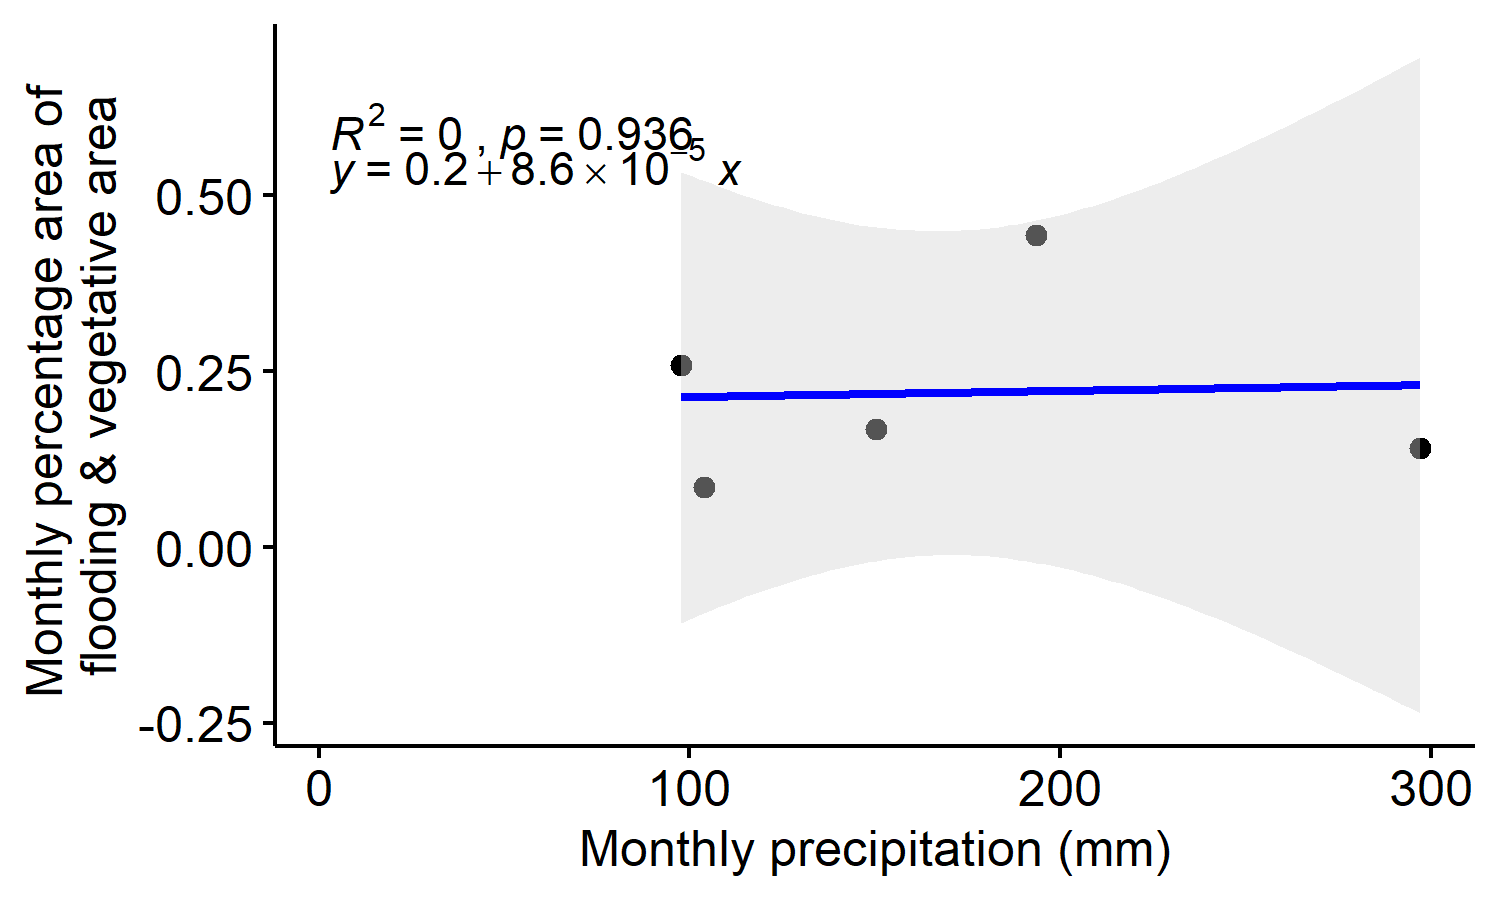 Monthly percentage area of
flooding & vegetative area
R² = 0 , p = 0.936
y = 0.2 + 8.6 × 10⁻⁵ x
0.50
0.25
0.00
-0.25
0 100 200 300
Monthly precipitation (mm)